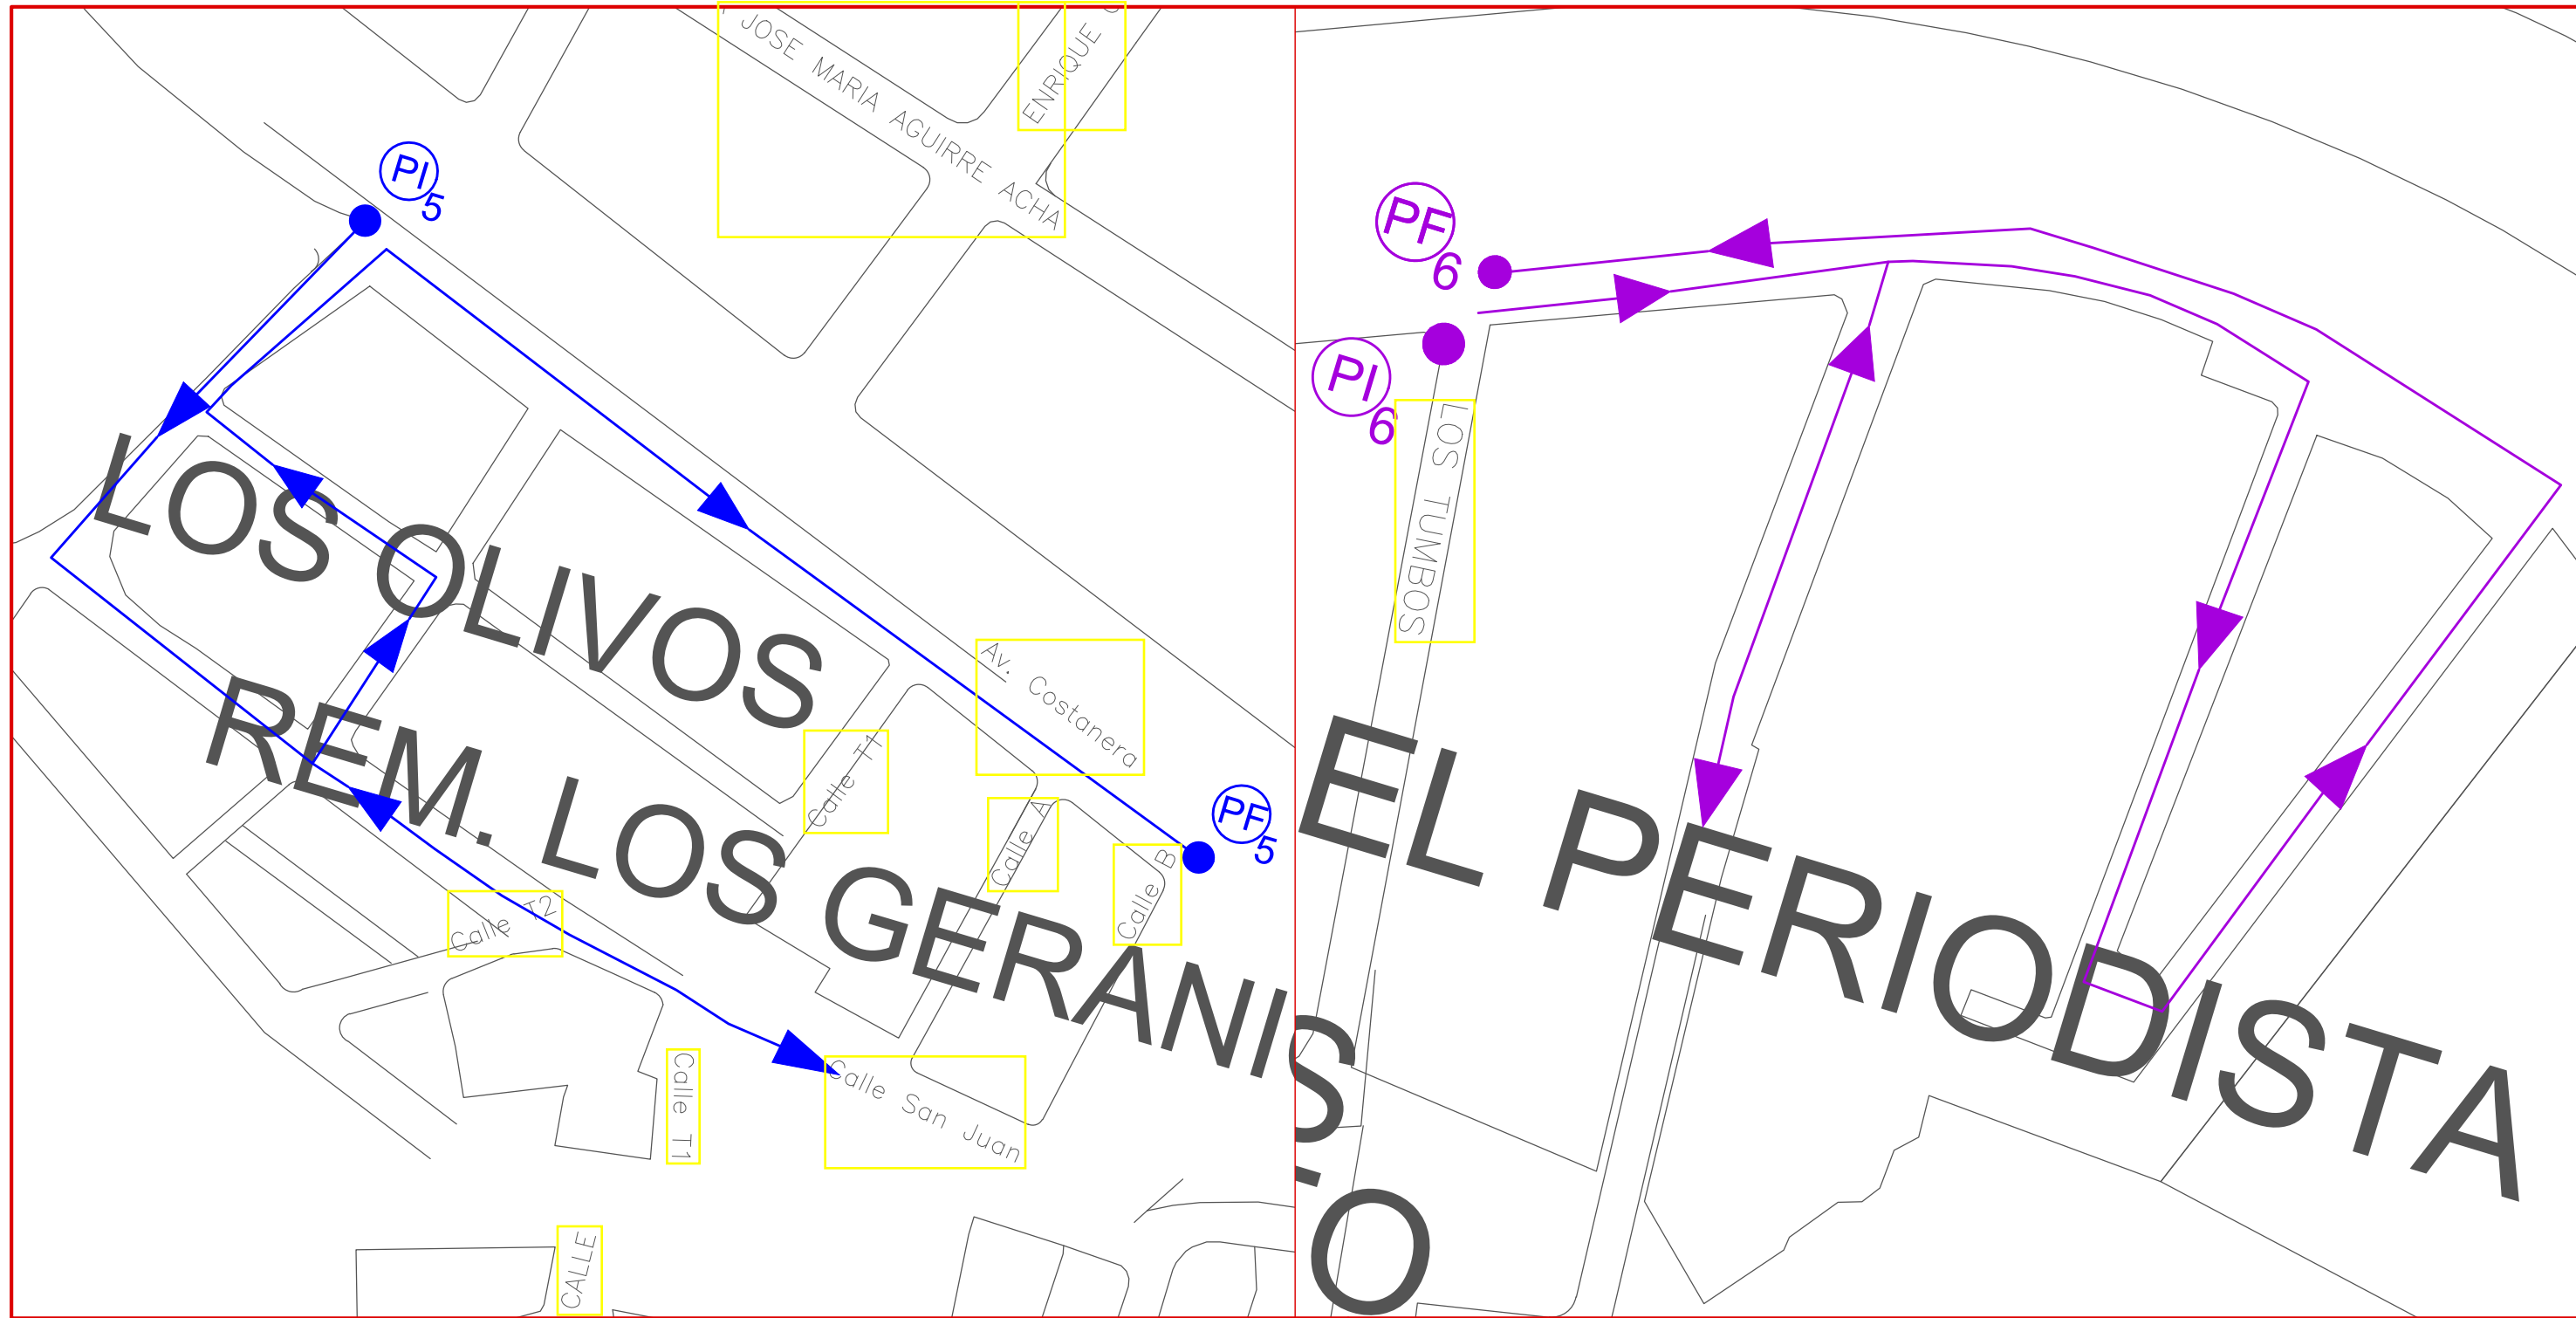 JOSE MARIA AGUIRRE ACHA
ENRIQUE
PI
5
LOS OLIVOS
REM. LOS GERANIS
Av. Costanera
Calle T1
Calle A
Calle B
PF
5
Calle T2
Calle San Juan
Calle T1
CALLE
PF
6
PI
6
LOS TUMBOS
EL PERIODISTA
S
TO